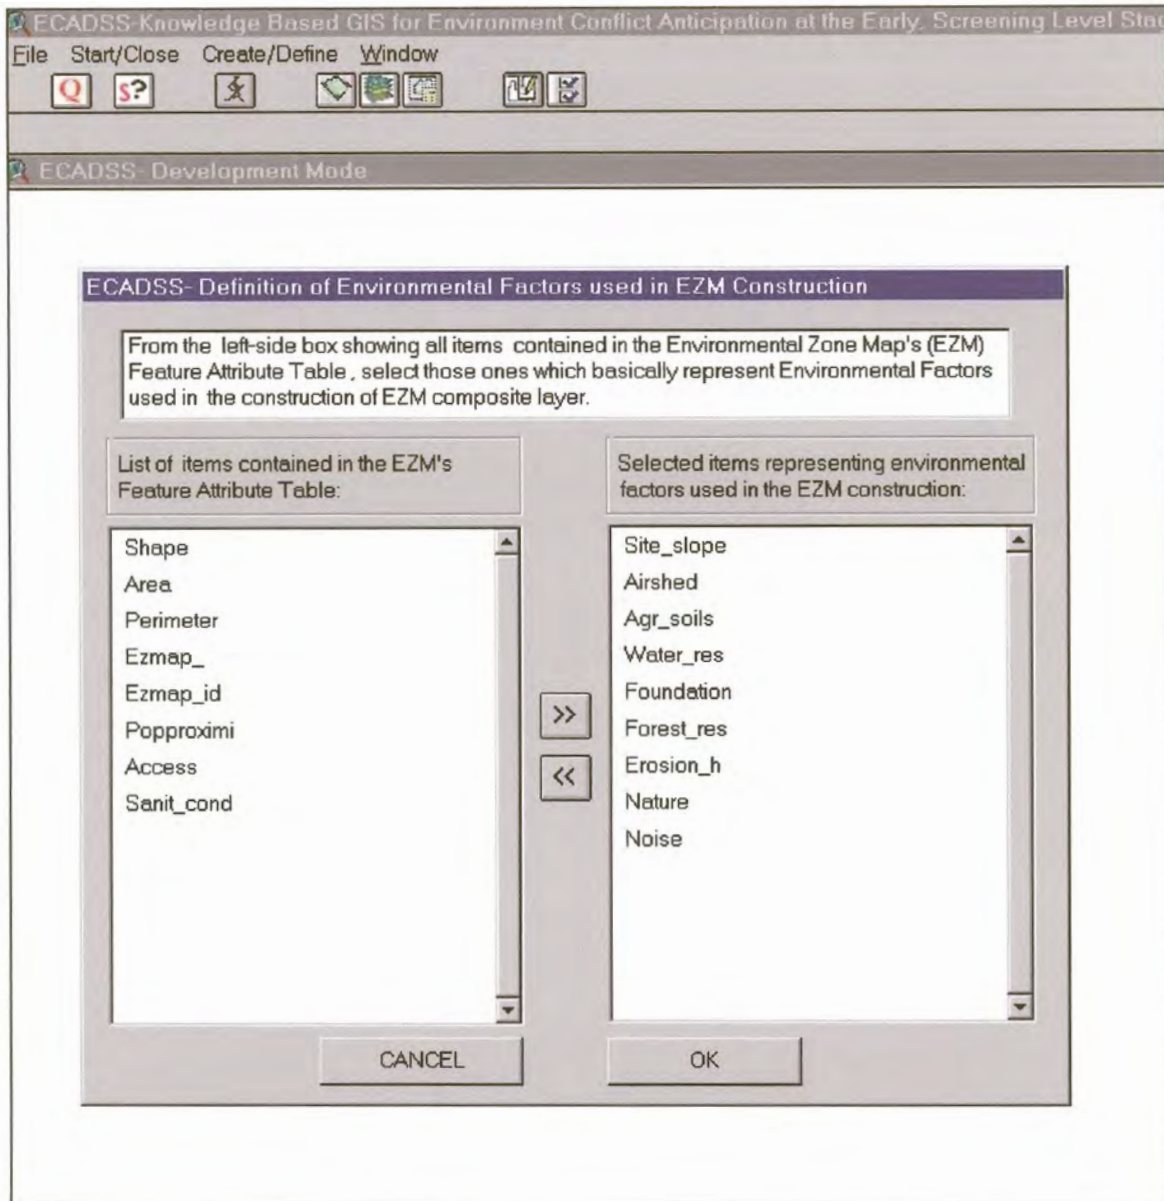 ECADSS-Knowledge Based GIS for Environment Conflict Anticipation at the Early, Screening Level
File Start/Close Create/Define Window
Q S?
ECADSS- Development Mode
ECADSS- Definition of Environmental Factors used in EZM Construction
From the left-side box showing all items contained in the Environmental Zone Map's (EZM)
Feature Attribute Table , select those ones which basically represent Environmental Factors
used in the construction of EZM composite layer.
List of items contained in the EZM's
Feature Attribute Table:
Selected items representing environmental
factors used in the EZM construction:
Shape
Area
Perimeter
Ezmap_
Ezmap_id
Popproximi
Access
Sanit_cond
>>
<<
Site_slope
Airshed
Agr_soils
Water_res
Foundation
Forest_res
Erosion_h
Nature
Noise
CANCEL
OK